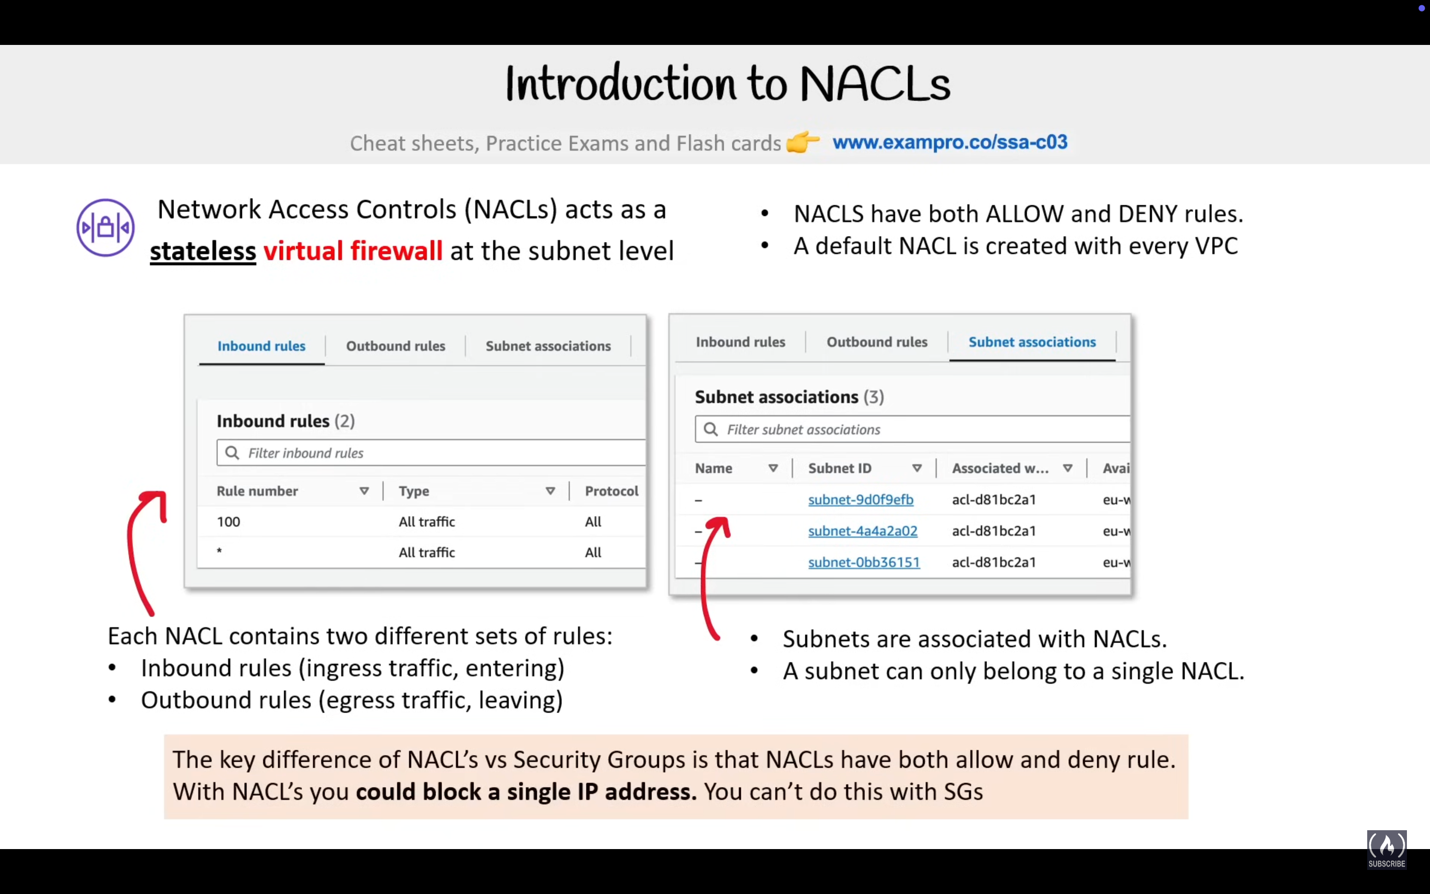 Introduction to NACLs
Cheat sheets, Practice Exams and Flash cards 👉 www.exampro.co/ssa-c03
Network Access Controls (NACLs) acts as a
stateless virtual firewall at the subnet level
• NACLS have both ALLOW and DENY rules.
• A default NACL is created with every VPC
Inbound rules Outbound rules Subnet associations
Inbound rules (2)
Filter inbound rules
Rule number Type Protocol
100 All traffic All
* All traffic All
Inbound rules Outbound rules Subnet associations
Subnet associations (3)
Filter subnet associations
Name Subnet ID Associated w... Avai
– subnet-9d0f9efb acl-d81bc2a1 eu-w
– subnet-4a4a2a02 acl-d81bc2a1 eu-w
– subnet-0bb36151 acl-d81bc2a1 eu-w
Each NACL contains two different sets of rules:
• Inbound rules (ingress traffic, entering)
• Outbound rules (egress traffic, leaving)
• Subnets are associated with NACLs.
• A subnet can only belong to a single NACL.
The key difference of NACL’s vs Security Groups is that NACLs have both allow and deny rule.
With NACL’s you could block a single IP address. You can’t do this with SGs
SUBSCRIBE